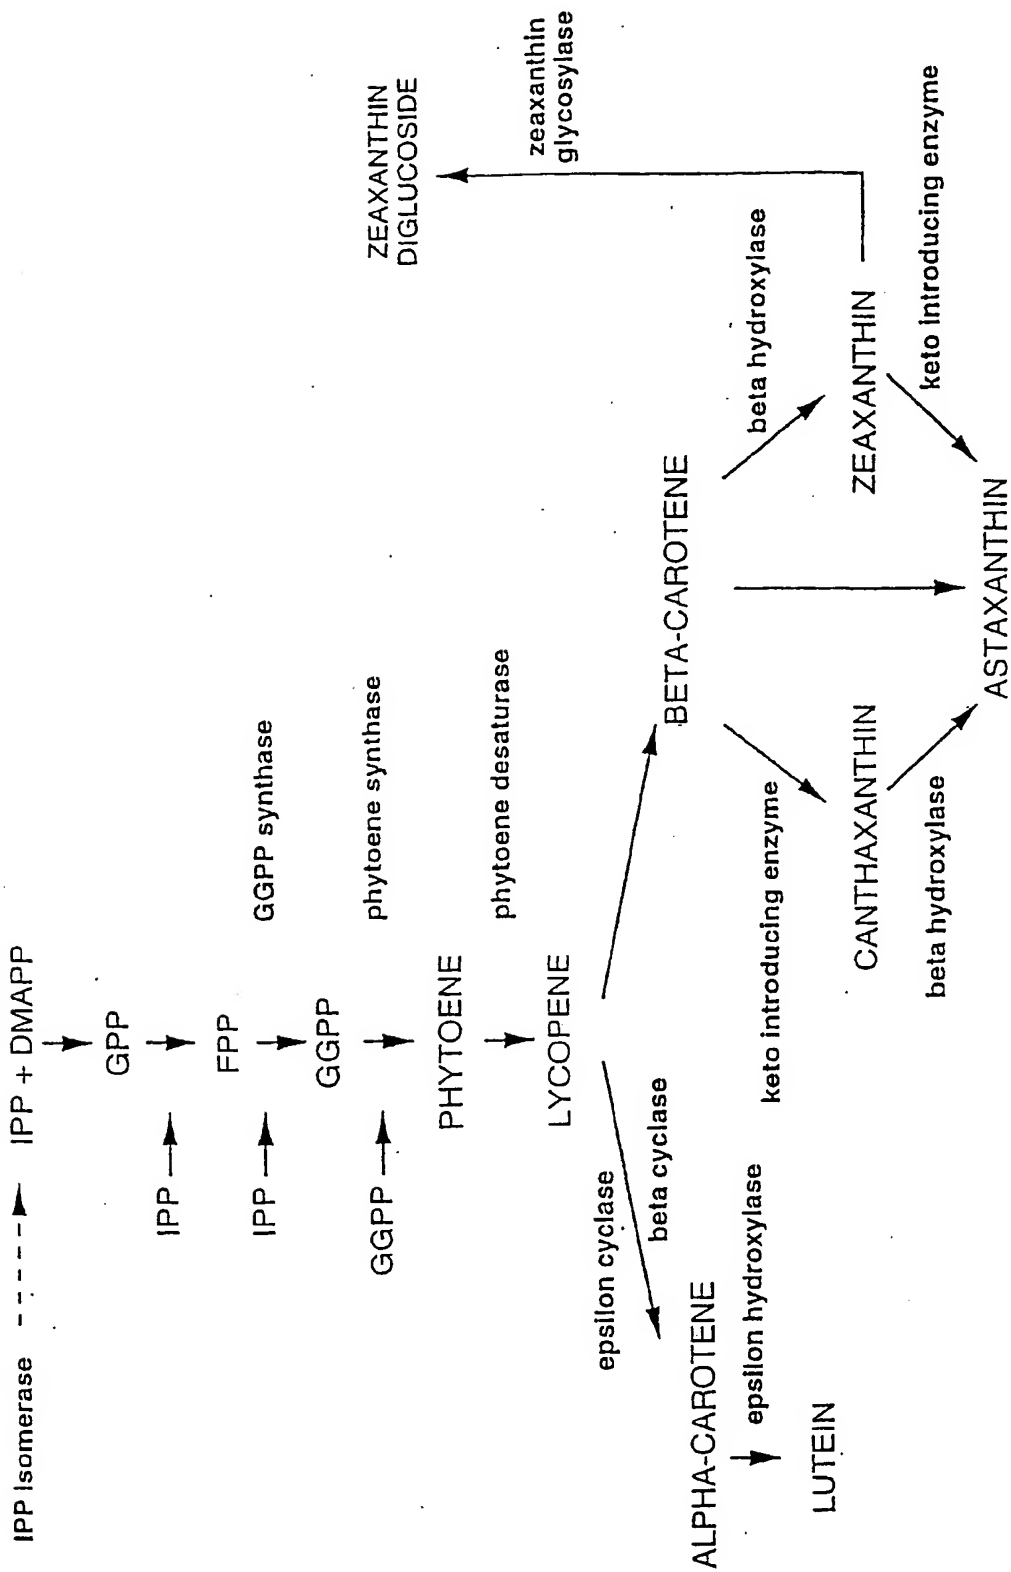 IPP Isomerase
IPP + DMAPP
GPP
IPP
FPP
GGPP synthase
IPP
GGPP
phytoene synthase
GGPP
PHYTOENE
phytoene desaturase
LYCOPENE
epsilon cyclase
beta cyclase
ALPHA-CAROTENE
epsilon hydroxylase
LUTEIN
BETA-CAROTENE
keto introducing enzyme
CANTHAXANTHIN
beta hydroxylase
beta hydroxylase
ZEAXANTHIN
keto introducing enzyme
ASTAXANTHIN
zeaxanthin
glycosylase
ZEAXANTHIN
DIGLUCOSIDE